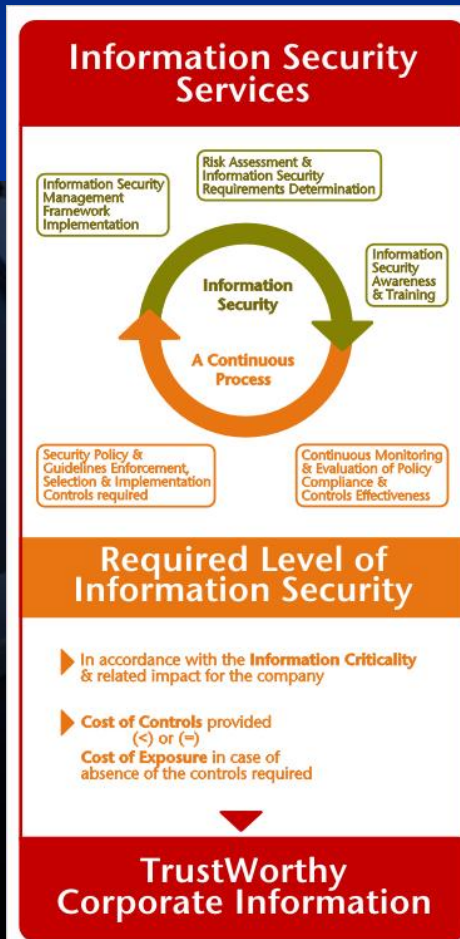 Information Security
Services
Risk Assessment &
Information Security
Requirements Determination
Information Security
Management
Framework
Implementation
Information
Security
Awareness
& Training
Information
Security
A Continuous
Process
Security Policy &
Guidelines Enforcement,
Selection & Implementation
Controls required
Continuous Monitoring
& Evaluation of Policy
Compliance &
Controls Effectiveness
Required Level of
Information Security
In accordance with the Information Criticality
& related impact for the company
Cost of Controls provided
(<) or (=)
Cost of Exposure in case of
absence of the controls required
TrustWorthy
Corporate Information